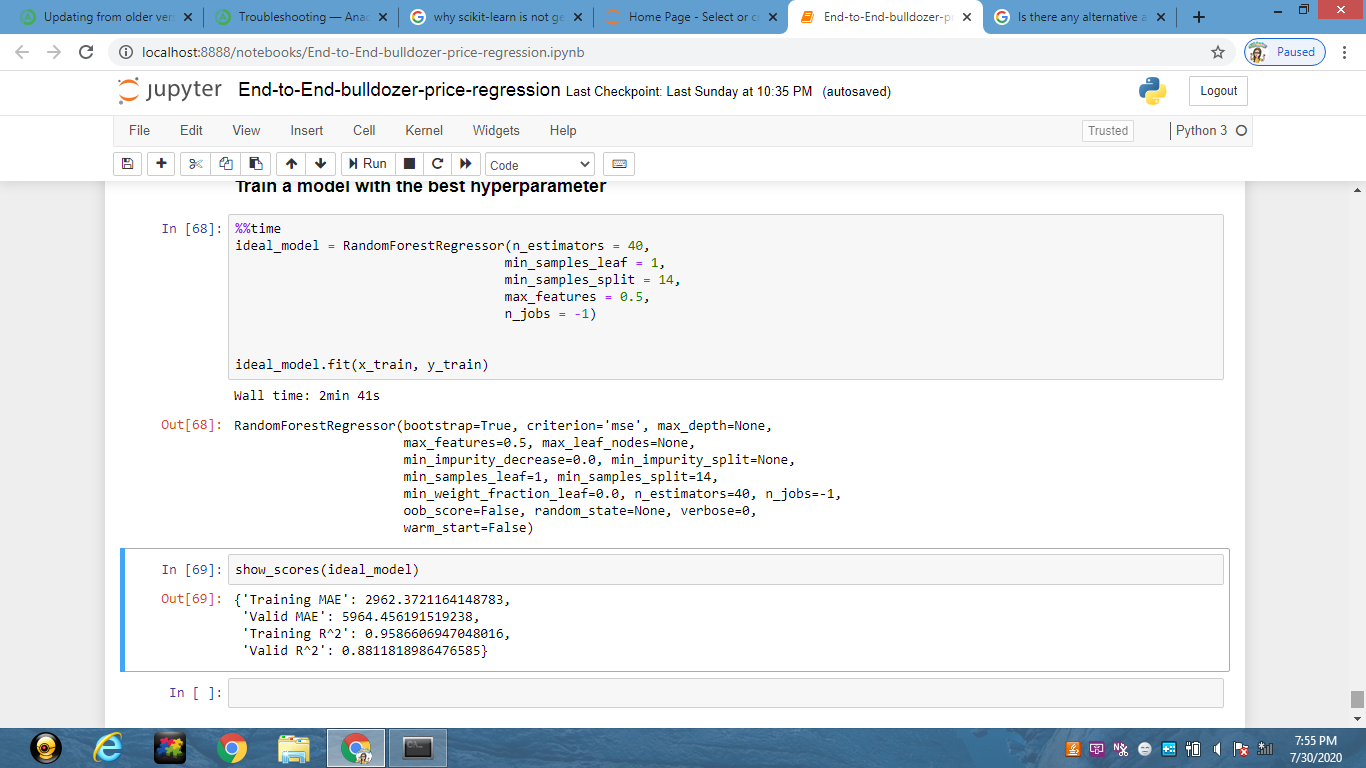 Updating from older ver
Troubleshooting — Anac
why scikit-learn is not ge
Home Page - Select or c
End-to-End-bulldozer-p
Is there any alternative a
localhost:8888/notebooks/End-to-End-bulldozer-price-regression.ipynb
Paused
jupyter End-to-End-bulldozer-price-regression Last Checkpoint: Last Sunday at 10:35 PM (autosaved)
Logout
File Edit View Insert Cell Kernel Widgets Help
Trusted
Python 3
Run
Code
Train a model with the best hyperparameter
In [68]: %%time
ideal_model = RandomForestRegressor(n_estimators = 40,
min_samples_leaf = 1,
min_samples_split = 14,
max_features = 0.5,
n_jobs = -1)
ideal_model.fit(x_train, y_train)
Wall time: 2min 41s
Out[68]: RandomForestRegressor(bootstrap=True, criterion='mse', max_depth=None,
max_features=0.5, max_leaf_nodes=None,
min_impurity_decrease=0.0, min_impurity_split=None,
min_samples_leaf=1, min_samples_split=14,
min_weight_fraction_leaf=0.0, n_estimators=40, n_jobs=-1,
oob_score=False, random_state=None, verbose=0,
warm_start=False)
In [69]: show_scores(ideal_model)
Out[69]: {'Training MAE': 2962.3721164148783,
'Valid MAE': 5964.456191519238,
'Training R^2': 0.9586606947048016,
'Valid R^2': 0.8811818986476585}
In [ ]:
7:55 PM
7/30/2020